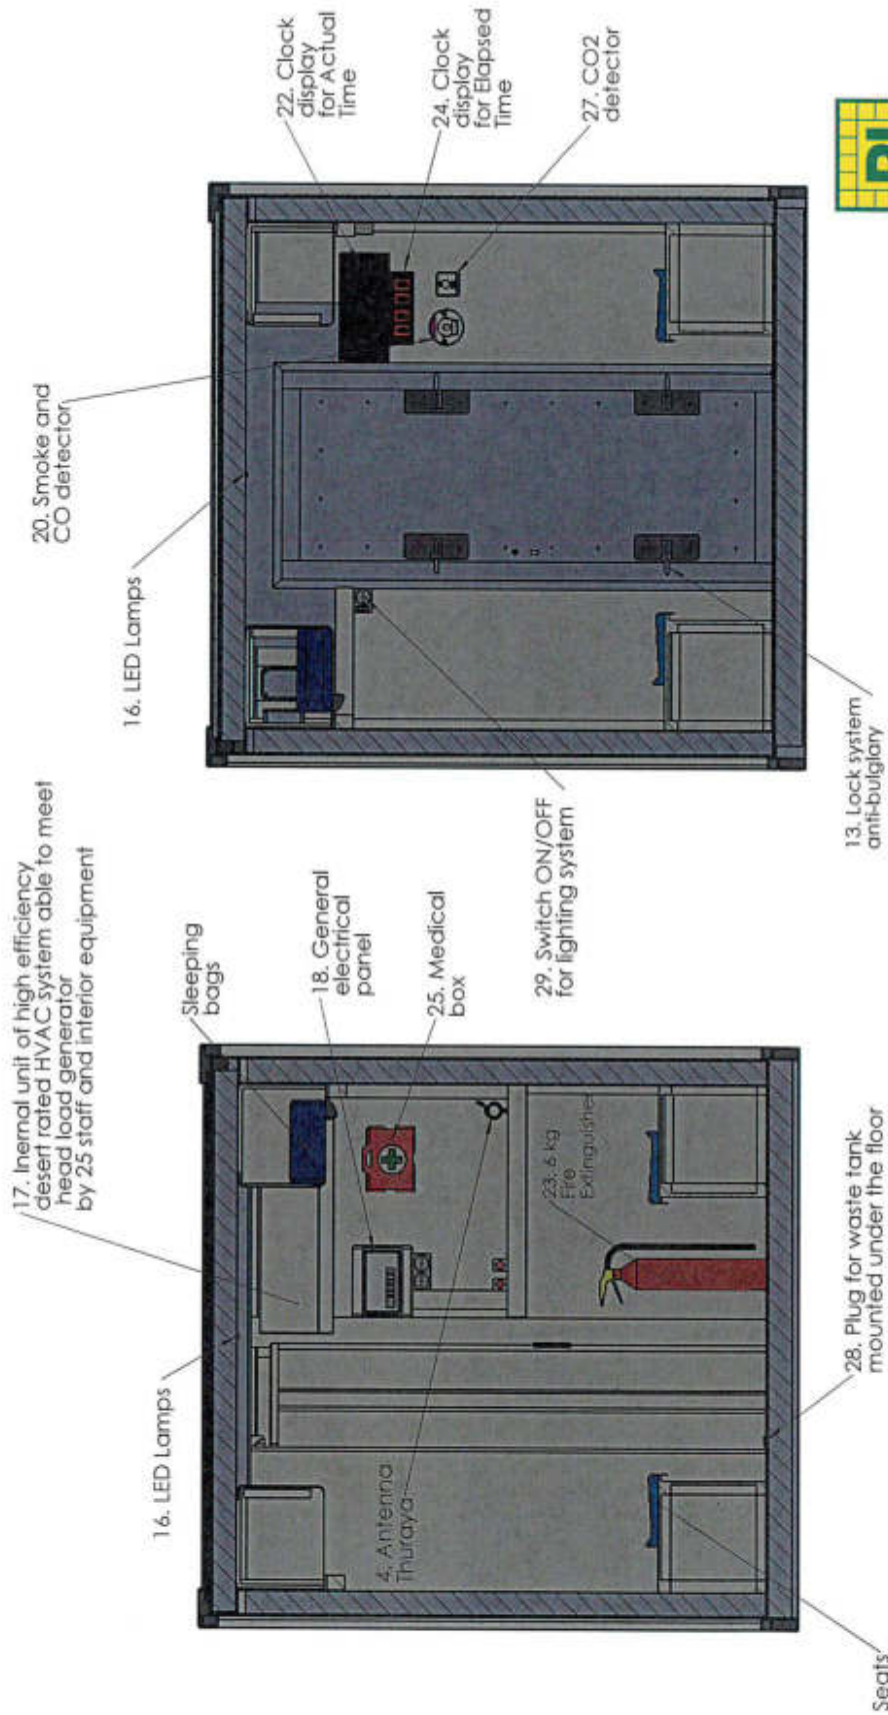 17. Inernal unit of high efficiency
desert rated HVAC system able to meet
head load generator
by 25 staff and interior equipment
16. LED Lamps
Sleeping
bags
18. General
electrical
panel
25. Medical
box
4. Antenna
Thuraya
23. 6 kg
Fire
Extinguisher
28. Plug for waste tank
mounted under the floor
Seats
20. Smoke and
CO detector
16. LED Lamps
22. Clock
display
for Actual
Time
24. Clock
display
for Elapsed
Time
27. CO2
detector
29. Switch ON/OFF
for lighting system
13. Lock system
anti-bulglary